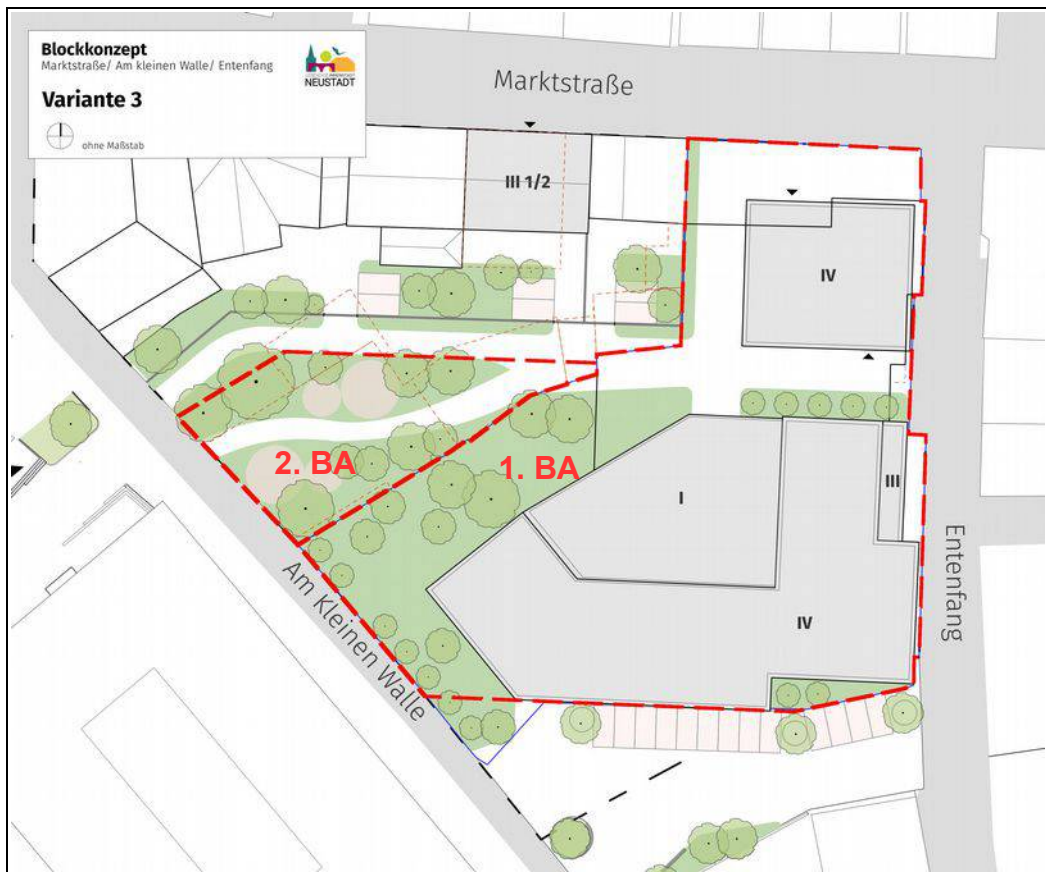 Blockkonzept
Marktstraße/ Am kleinen Walle/ Entenfang
NEUSTADT
Variante 3
ohne Maßstab
Marktstraße
III 1/2
IV
2. BA
1. BA
I
III
IV
Am Kleinen Walle
Entenfang